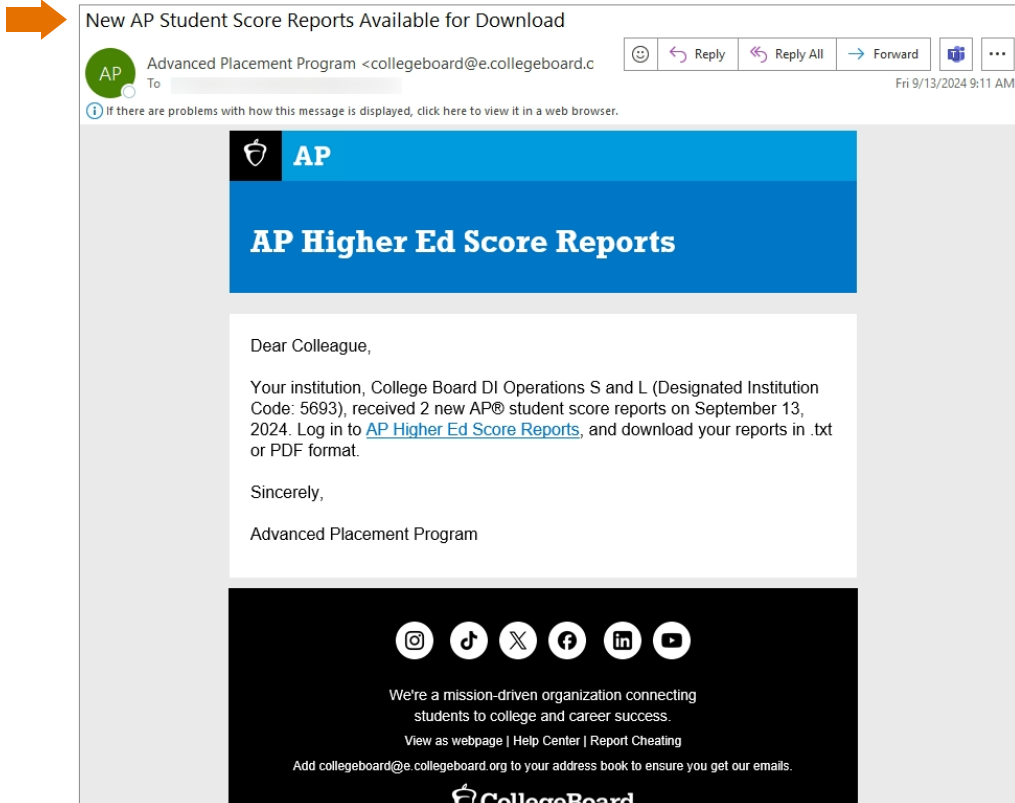 New AP Student Score Reports Available for Download
AP
Advanced Placement Program <collegeboard@e.collegeboard.c
Reply
Reply All
Forward
To
Fri 9/13/2024 9:11 AM
If there are problems with how this message is displayed, click here to view it in a web browser.
AP
AP Higher Ed Score Reports
Dear Colleague,
Your institution, College Board DI Operations S and L (Designated Institution
Code: 5693), received 2 new AP® student score reports on September 13,
2024. Log in to AP Higher Ed Score Reports, and download your reports in .txt
or PDF format.
Sincerely,
Advanced Placement Program
We're a mission-driven organization connecting
students to college and career success.
View as webpage | Help Center | Report Cheating
Add collegeboard@e.collegeboard.org to your address book to ensure you get our emails.
CollegeBoard